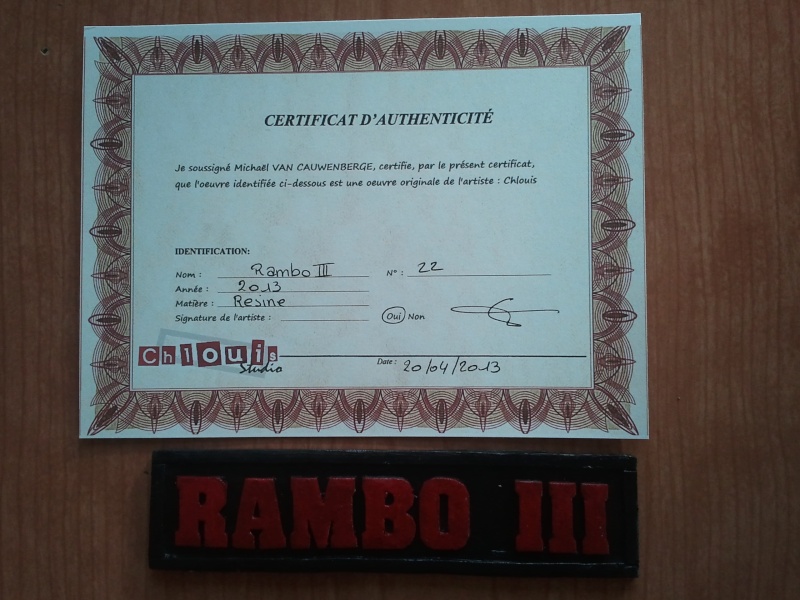 CERTIFICAT D'AUTHENTICITÉ
Je soussigné Michaël VAN CAUWENBERGE, certifie, par le présent certificat,
que l'oeuvre identifiée ci-dessous est une oeuvre originale de l'artiste : Chlouis
IDENTIFICATION:
Nom : Rambo III N° : 22
Année : 2013
Matière : Resine
Signature de l'artiste : Oui Non
Chlouis
Studio
Date : 20/04/2013
RAMBO III